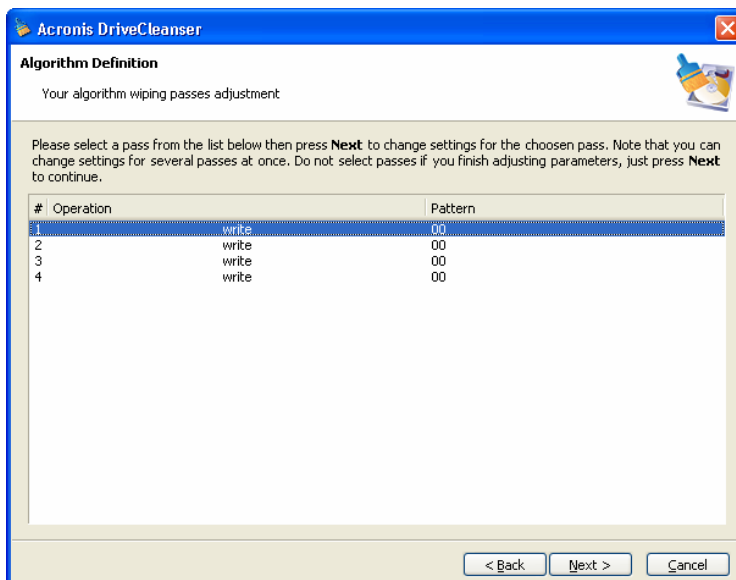 Acronis DriveCleanser
Algorithm Definition
Your algorithm wiping passes adjustment
Please select a pass from the list below then press Next to change settings for the choosen pass. Note that you can
change settings for several passes at once. Do not select passes if you finish adjusting parameters, just press Next
to continue.
# Operation Pattern
1 write 00
2 write 00
3 write 00
4 write 00
< Back Next > Cancel